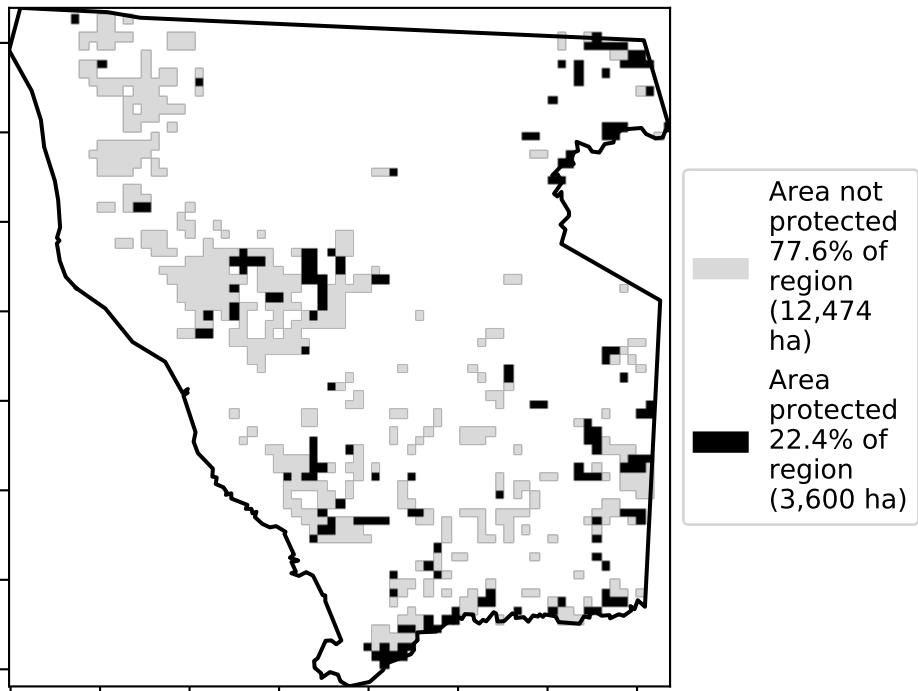 Area not
protected
77.6% of
region
(12,474
ha)
Area
protected
22.4% of
region
(3,600 ha)